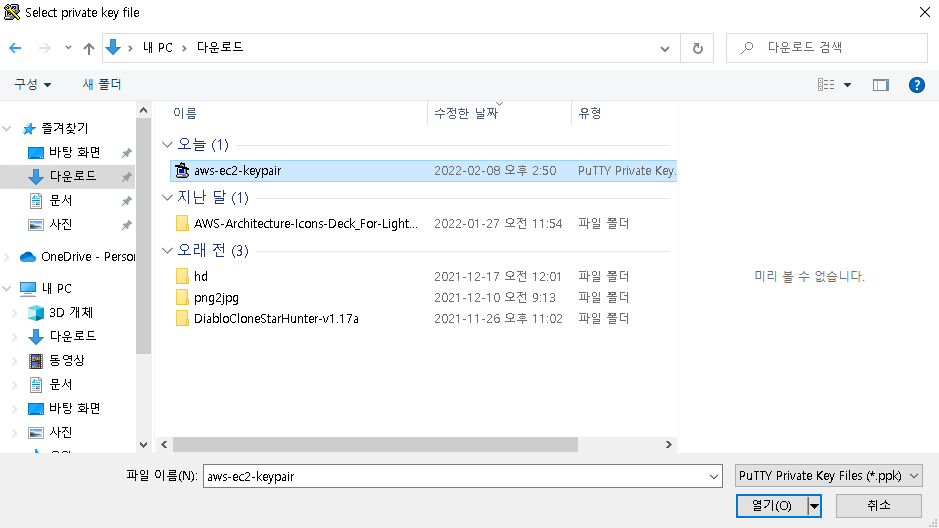 Select private key file
내 PC
다운로드
다운로드 검색
구성
새 폴더
이름
수정한 날짜
유형
즐겨찾기
바탕 화면
다운로드
문서
사진
OneDrive - Person
내 PC
3D 개체
다운로드
동영상
문서
바탕 화면
사진
오늘 (1)
aws-ec2-keypair 2022-02-08 오후 2:50 PuTTY Private Key.
지난 달 (1)
AWS-Architecture-Icons-Deck_For-Light... 2022-01-27 오전 11:54 파일 폴더
오래 전 (3)
hd 2021-12-17 오전 12:01 파일 폴더
png2jpg 2021-12-10 오전 9:13 파일 폴더
DiabloCloneStarHunter-v1.17a 2021-11-26 오후 11:02 파일 폴더
미리 볼 수 없습니다.
파일 이름(N): aws-ec2-keypair
PuTTY Private Key Files (*.ppk)
열기(O)
취소